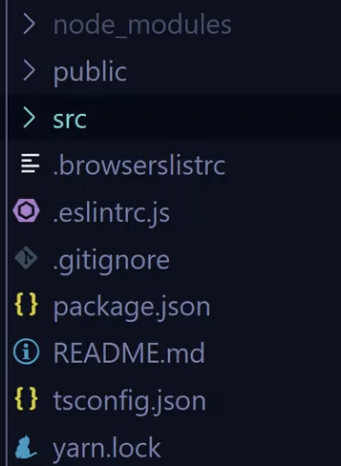 node_modules
public
src
.browserslistrc
.eslintrc.js
.gitignore
package.json
README.md
tsconfig.json
yarn.lock